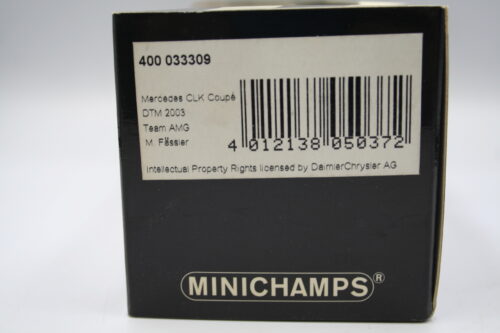 400 033309
Mercedes CLK Coupé
DTM 2003
Team AMG
M. Fässler
4 012138 050372
Intellectual Property Rights licensed by DaimlerChrysler AG
MINICHAMPS®